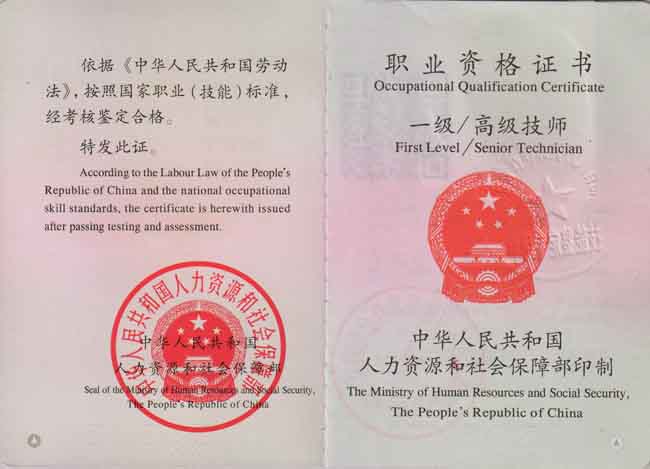 依据《中华人民共和国劳动
法》，按照国家职业（技能）标准，
经考核鉴定合格。
特发此证。
According to the Labour Law of the People's
Republic of China and the national occupational
skill standards, the certificate is herewith issued
after passing testing and assessment.
中华人民共和国人力资源和社会保障部
中华人民共和国
人力资源和社会保障部
Seal of the Ministry of Human Resources and Social Security,
The People's Republic of China
职业资格证书
Occupational Qualification Certificate
一级/高级技师
First Level/Senior Technician
中华人民共和国
人力资源和社会保障部印制
The Ministry of Human Resources and Social Security,
The People's Republic of China